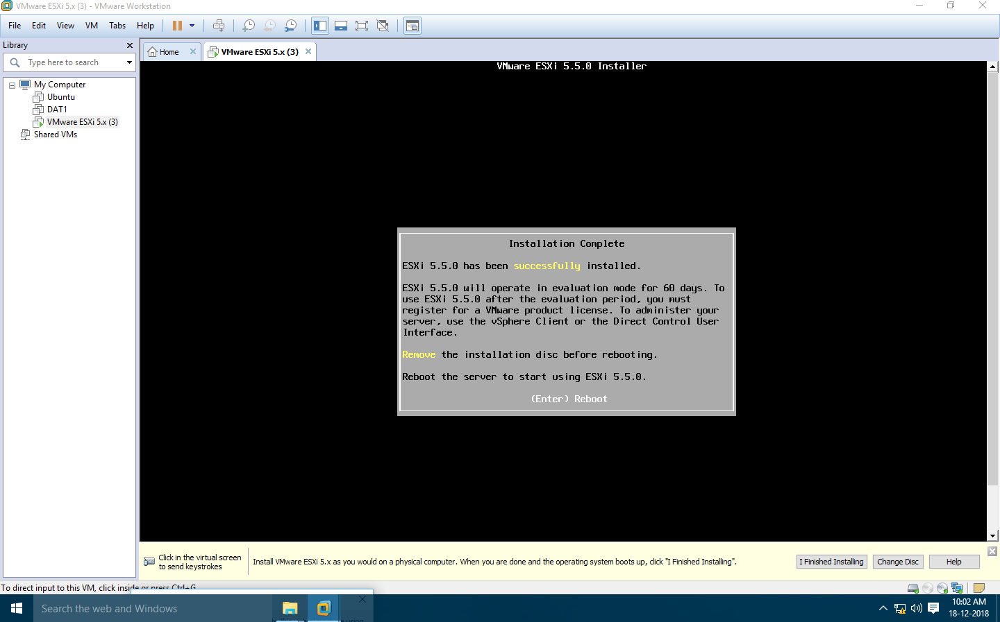 VMware ESXi 5.x (3) - VMware Workstation
File Edit View VM Tabs Help
Library
Home
VMware ESXi 5.x (3)
Type here to search
My Computer
Ubuntu
DAT1
VMware ESXi 5.x (3)
Shared VMs
VMware ESXi 5.5.0 Installer
Installation Complete
ESXi 5.5.0 has been successfully installed.
ESXi 5.5.0 will operate in evaluation mode for 60 days. To
use ESXi 5.5.0 after the evaluation period, you must
register for a VMware product license. To administer your
server, use the vSphere Client or the Direct Control User
Interface.
Remove the installation disc before rebooting.
Reboot the server to start using ESXi 5.5.0.
(Enter) Reboot
Click in the virtual screen
to send keystrokes
Install VMware ESXi 5.x as you would on a physical computer. When you are done and the operating system boots up, click "I Finished Installing".
I Finished Installing
Change Disc
Help
To direct input to this VM, click inside or press Ctrl+G.
Search the web and Windows
10:02 AM
18-12-2018